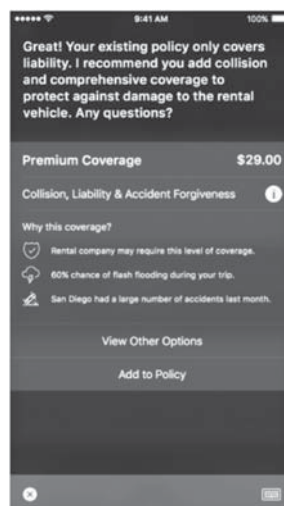 9:41 AM 100%
Great! Your existing policy only covers
liability. I recommend you add collision
and comprehensive coverage to
protect against damage to the rental
vehicle. Any questions?
Premium Coverage $29.00
Collision, Liability & Accident Forgiveness i
Why this coverage?
Rental company may require this level of coverage.
60% chance of flash flooding during your trip.
San Diego had a large number of accidents last month.
View Other Options
Add to Policy